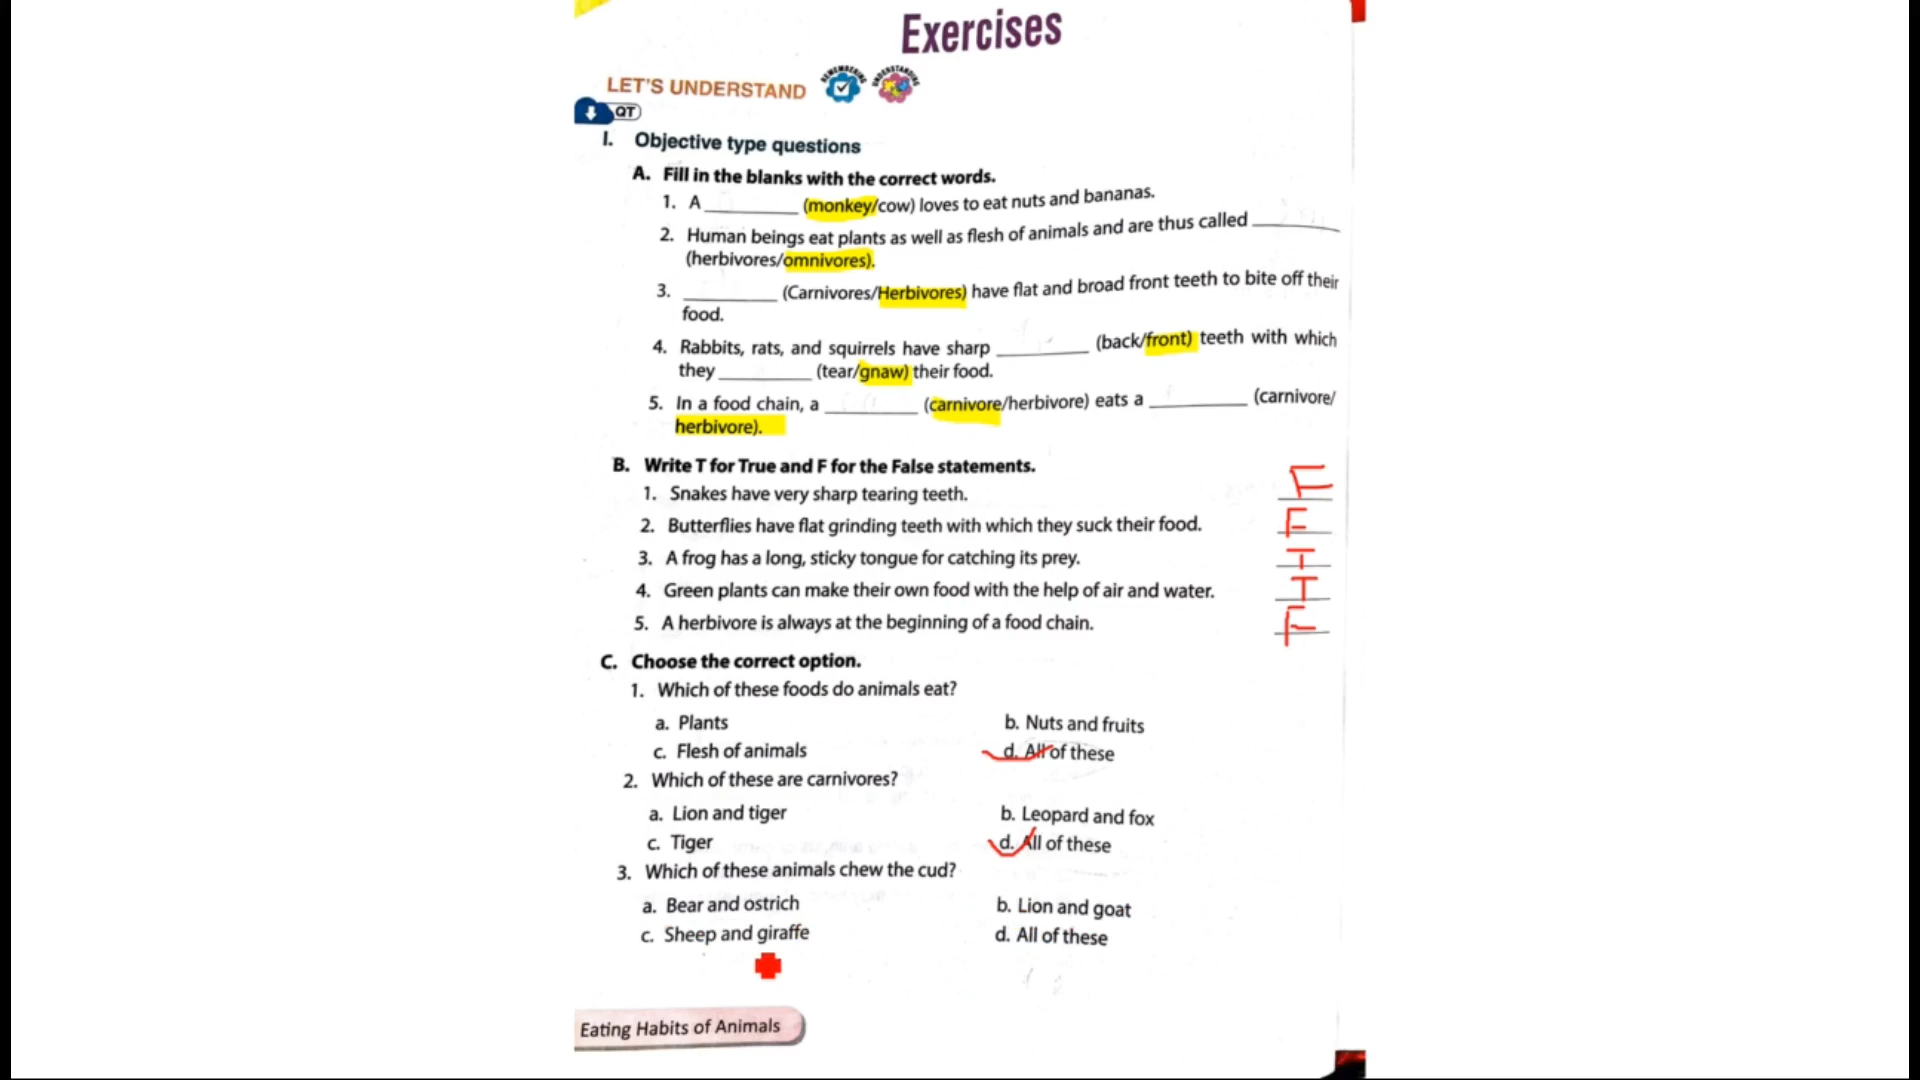 Exercises
LET'S UNDERSTAND
REMEMBERING
UNDERSTANDING
QT
I. Objective type questions
A. Fill in the blanks with the correct words.
1. A ________ (monkey/cow) loves to eat nuts and bananas.
2. Human beings eat plants as well as flesh of animals and are thus called ________
(herbivores/omnivores).
3. ________ (Carnivores/Herbivores) have flat and broad front teeth to bite off their
food.
4. Rabbits, rats, and squirrels have sharp ________ (back/front) teeth with which
they ________ (tear/gnaw) their food.
5. In a food chain, a ________ (carnivore/herbivore) eats a ________ (carnivore/
herbivore).
B. Write T for True and F for the False statements.
1. Snakes have very sharp tearing teeth. F
2. Butterflies have flat grinding teeth with which they suck their food. F
3. A frog has a long, sticky tongue for catching its prey. T
4. Green plants can make their own food with the help of air and water. T
5. A herbivore is always at the beginning of a food chain. F
C. Choose the correct option.
1. Which of these foods do animals eat?
a. Plants b. Nuts and fruits
c. Flesh of animals d. All of these
2. Which of these are carnivores?
a. Lion and tiger b. Leopard and fox
c. Tiger d. All of these
3. Which of these animals chew the cud?
a. Bear and ostrich b. Lion and goat
c. Sheep and giraffe d. All of these
Eating Habits of Animals